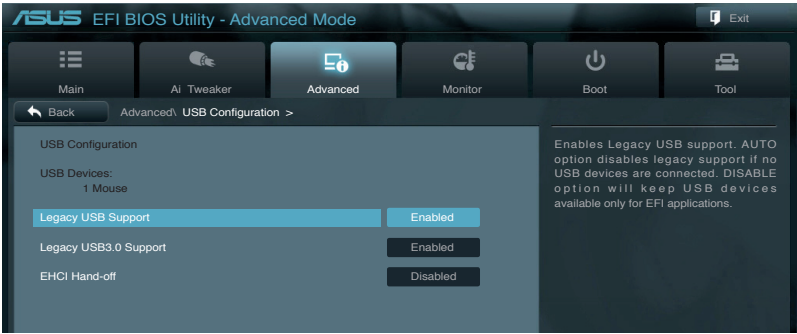 ASUS EFI BIOS Utility - Advanced Mode
Exit
Main
Ai Tweaker
Advanced
Monitor
Boot
Tool
Back
Advanced\ USB Configuration >
USB Configuration
USB Devices:
1 Mouse
Legacy USB Support Enabled
Legacy USB3.0 Support Enabled
EHCI Hand-off Disabled
Enables Legacy USB support. AUTO
option disables legacy support if no
USB devices are connected. DISABLE
option will keep USB devices
available only for EFI applications.